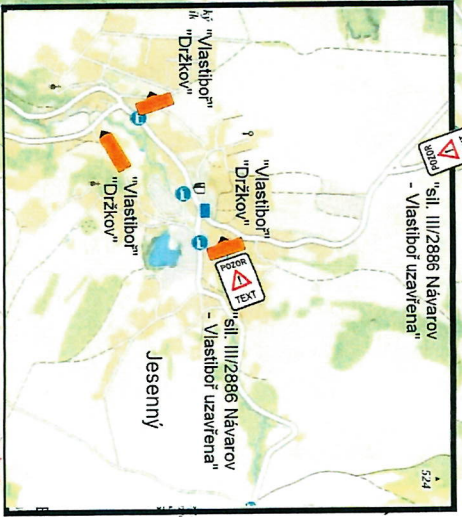 "Vlastiboř"
"Držkov"
"Vlastiboř"
"Držkov"
"Vlastiboř"
"Držkov"
POZOR
"sil. III/2886 Návarov
- Vlastiboř uzavřena"
POZOR
TEXT
"sil. III/2886 Návarov
- Vlastiboř uzavřena"
Jesenný
524